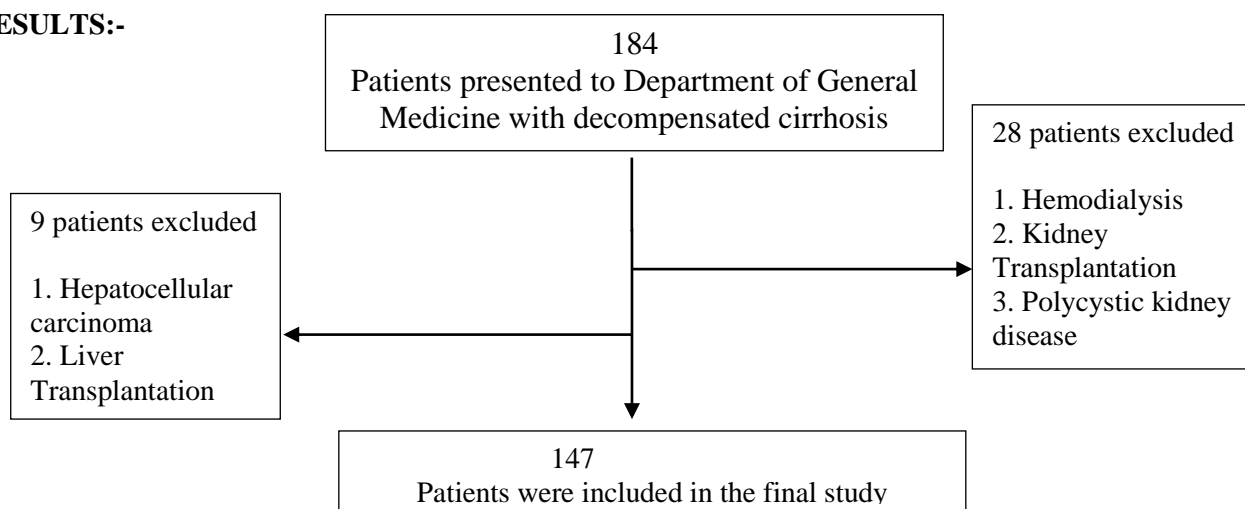 ESULTS:-
184
Patients presented to Department of General
Medicine with decompensated cirrhosis
28 patients excluded
1. Hemodialysis
2. Kidney
Transplantation
3. Polycystic kidney
disease
9 patients excluded
1. Hepatocellular
carcinoma
2. Liver
Transplantation
147
Patients were included in the final study